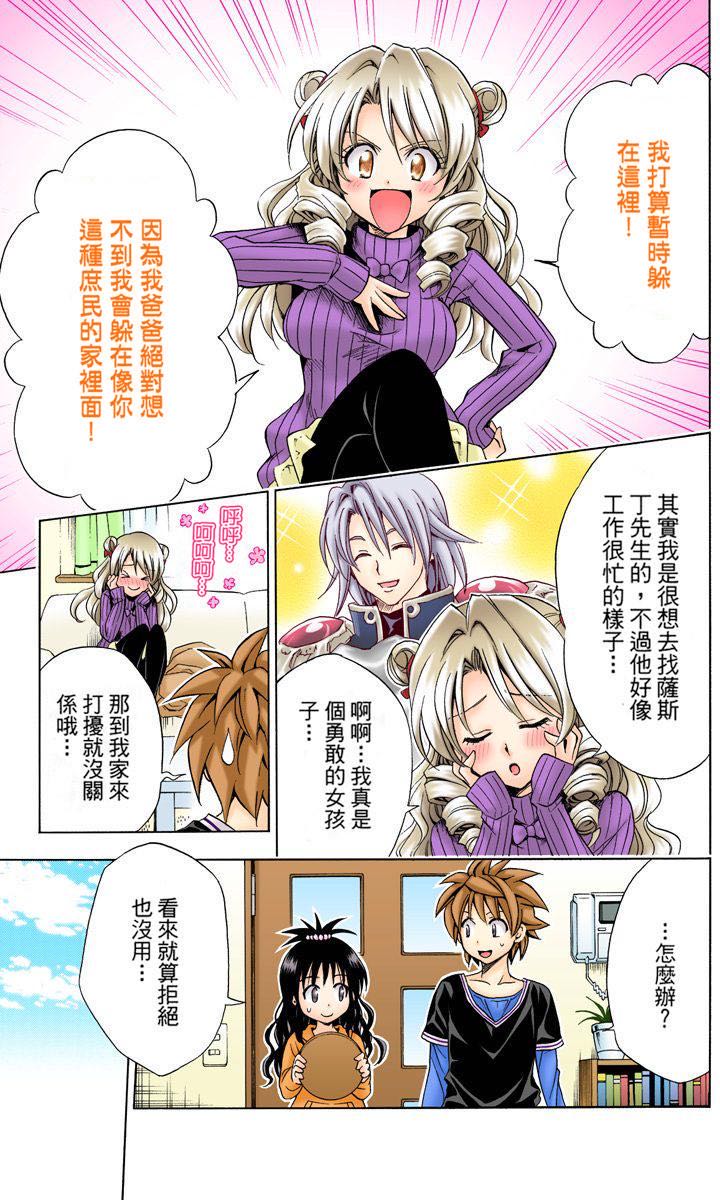 我打算暫時躲
在這裡！
因為我爸爸絕對想
不到我會躲在像你
這種庶民的家裡面！
其實我是很想去找薩斯
丁先生的，不過他好像
工作很忙的樣子…
啊啊…我真是
個勇敢的女孩
子…
呼呼…
呵呵呵…
那到我家來
打擾就沒關
係哦…
…怎麼辦？
看來就算拒絕
也沒用…